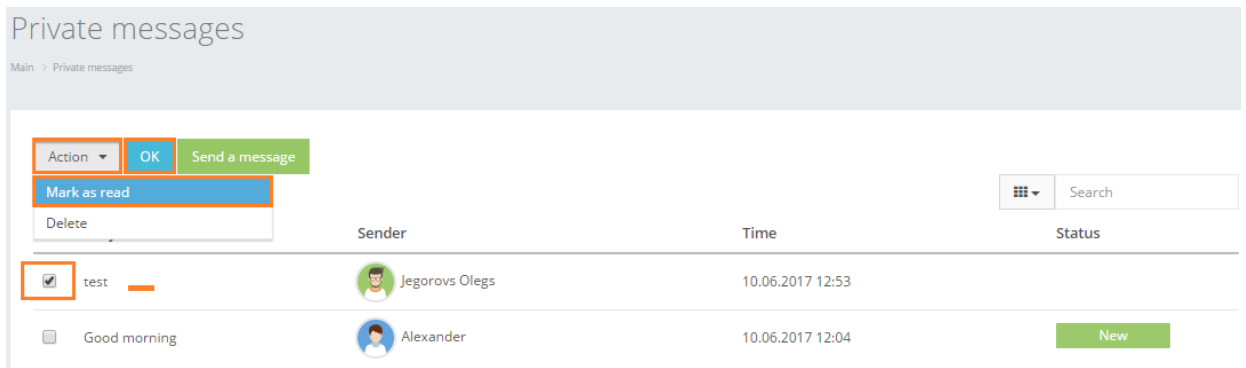 Private messages
Main > Private messages
Action OK Send a message
Mark as read
Search
Delete
Sender Time Status
test Jegorovs Olegs 10.06.2017 12:53
Good morning Alexander 10.06.2017 12:04 New